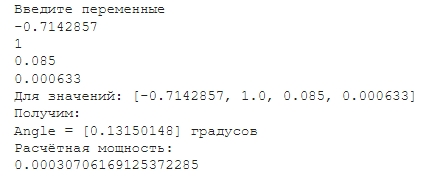 Введите переменные
-0.7142857
1
0.085
0.000633
Для значений: [-0.7142857, 1.0, 0.085, 0.000633]
Получим:
Angle = [0.13150148] градусов
Расчётная мощность:
0.00030706169125372285